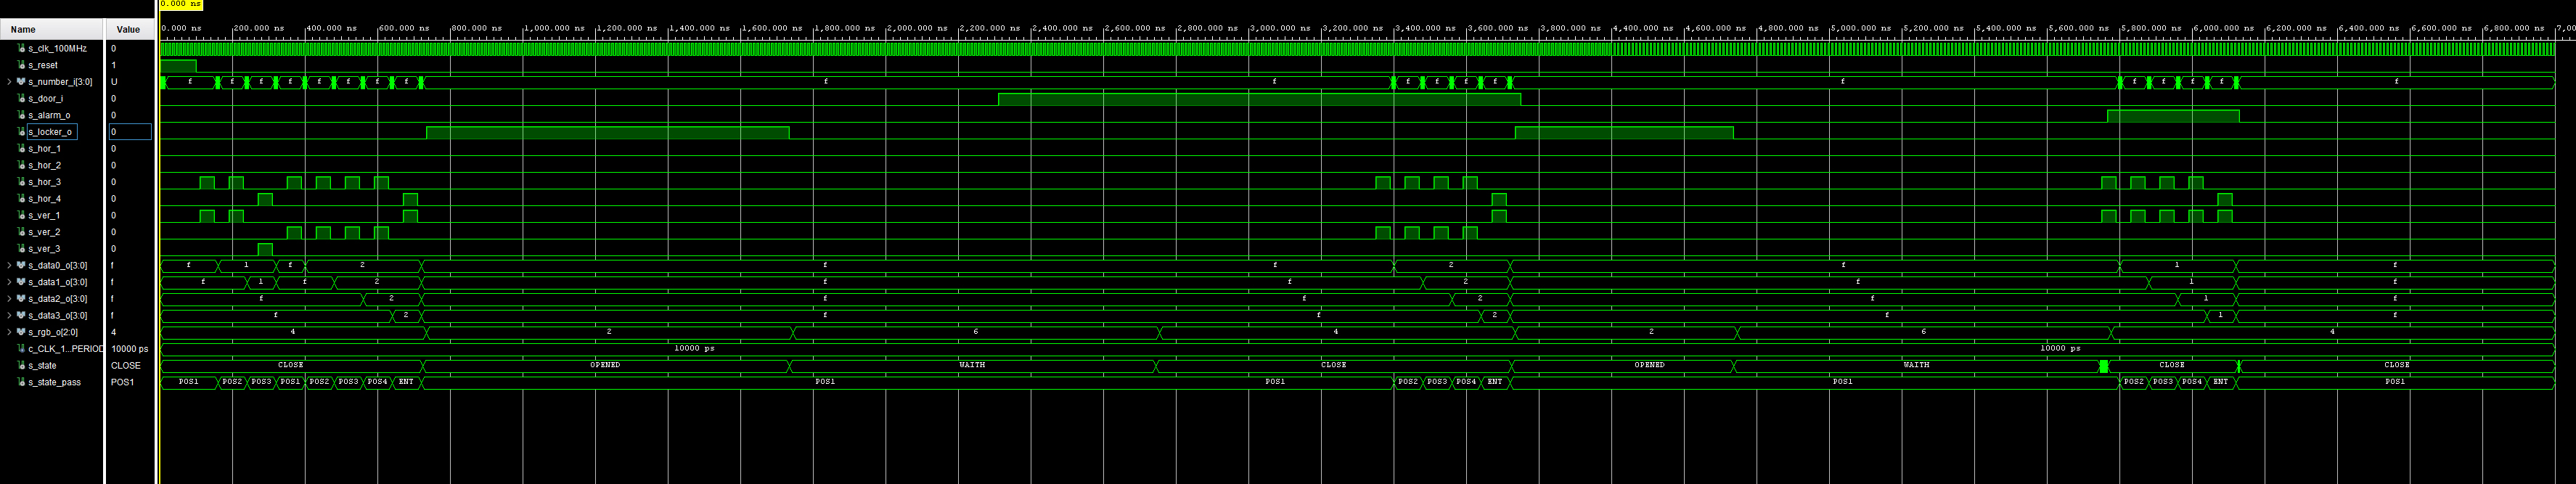 0.000 ns
Name Value 0.000 ns 200.000 ns 400.000 ns 600.000 ns 1,000.000 ns 1,200.000 ns 1,400.000 ns 1,600.000 ns 1,800.000 ns 2,000.000 ns 2,200.000 ns 2,400.000 ns 2,600.000 ns 2,800.000 ns 3,000.000 ns 3,200.000 ns 3,400.000 ns 3,600.000 ns 3,800.000 ns 4,400.000 ns 4,600.000 ns 4,800.000 ns 5,000.000 ns 5,200.000 ns 5,400.000 ns 5,600.000 ns 5,800.000 ns 6,000.000 ns 6,200.000 ns 6,400.000 ns 6,600.000 ns 6,800.000 ns 7,00
s_clk_100MHz 0
s_reset 1
s_number_i[3:0] U f f f f f f f f f f f f f f f f f f f f
s_door_i 0
s_alarm_o 0
s_locker_o 0
s_hor_1 0
s_hor_2 0
s_hor_3 0
s_hor_4 0
s_ver_1 0
s_ver_2 0
s_ver_3 0
s_data0_o[3:0] f f 1 f 2 f f 2 f 1 f
s_data1_o[3:0] f f 1 f 2 f f 2 f 1 f
s_data2_o[3:0] f f 2 f f 2 f 1 f
s_data3_o[3:0] f f 2 f f 2 f 1 f
s_rgb_o[2:0] 4 4 2 6 4 2 6 4
c_CLK_1...PERIOD 10000 ps 10000 ps 10000 ps
s_state CLOSE CLOSE OPENED WAITH CLOSE OPENED WAITH CLOSE CLOSE
s_state_pass POS1 POS1 POS2 POS3 POS1 POS2 POS3 POS4 ENT POS1 POS1 POS2 POS3 POS4 ENT POS1 POS2 POS3 POS4 ENT POS1